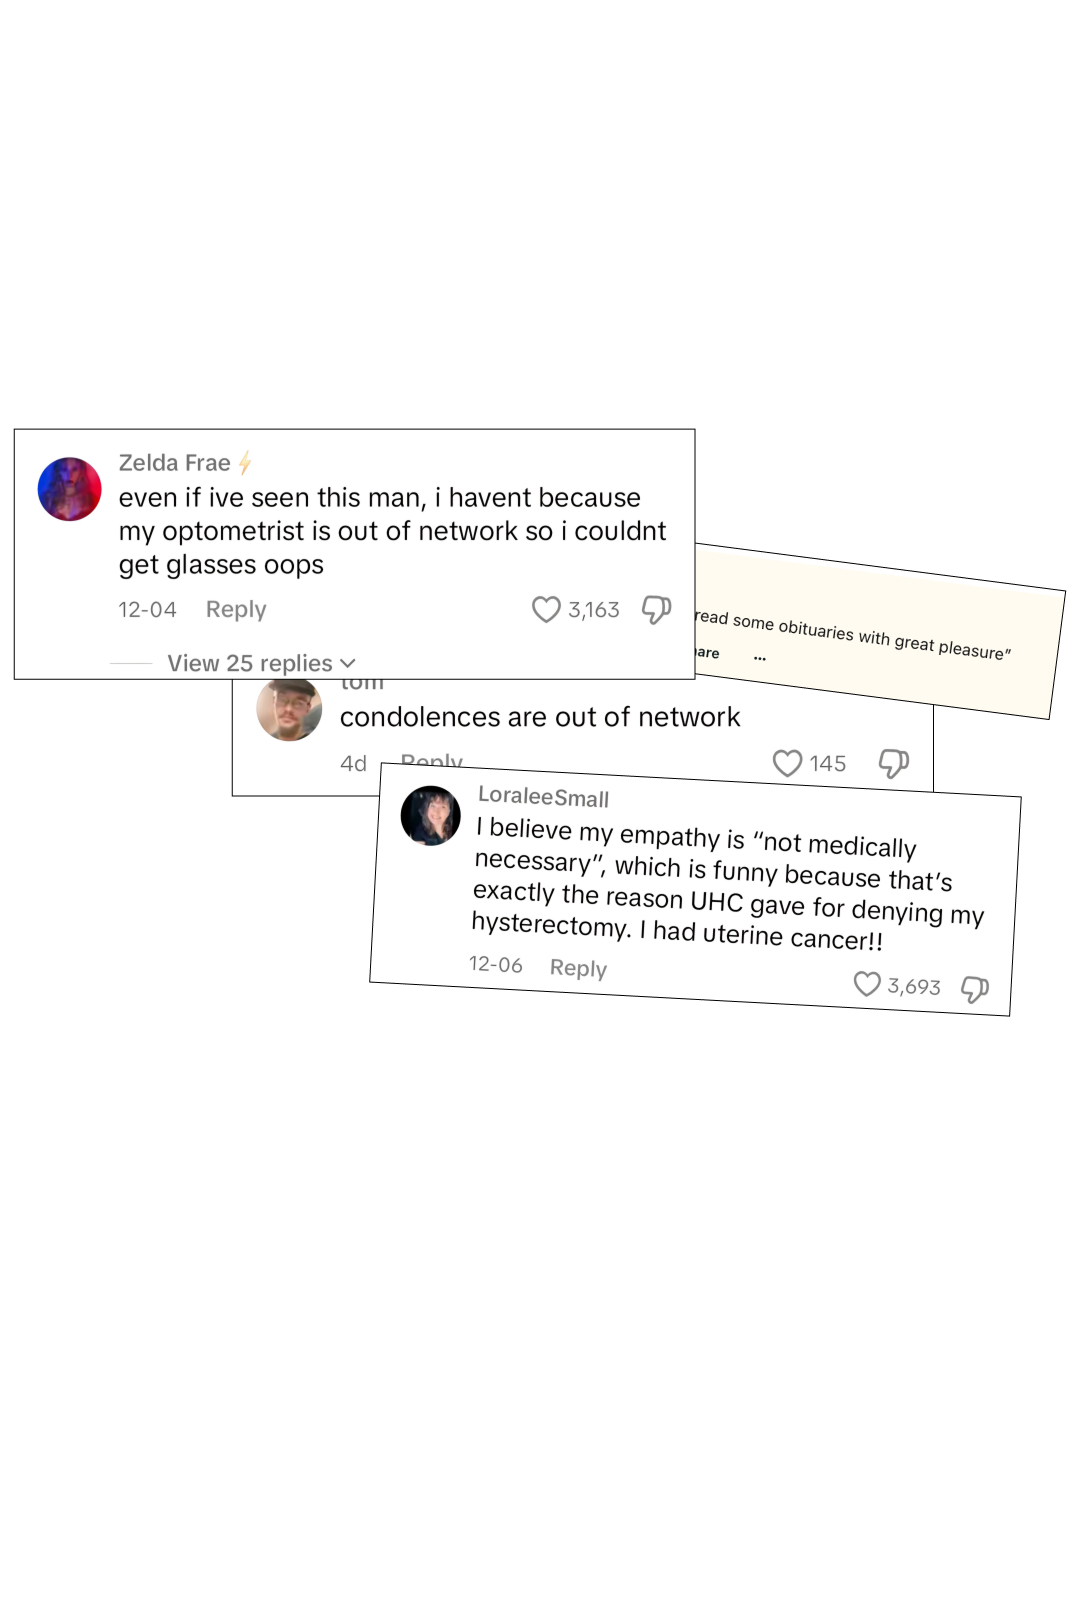 Zelda Frae⚡
even if ive seen this man, i havent because
my optometrist is out of network so i couldnt
get glasses oops
12-04 Reply 3,163
View 25 replies
read some obituaries with great pleasure”
...
tom
condolences are out of network
4d Reply 145
LoraleeSmall
I believe my empathy is “not medically
necessary”, which is funny because that’s
exactly the reason UHC gave for denying my
hysterectomy. I had uterine cancer!!
12-06 Reply 3,693